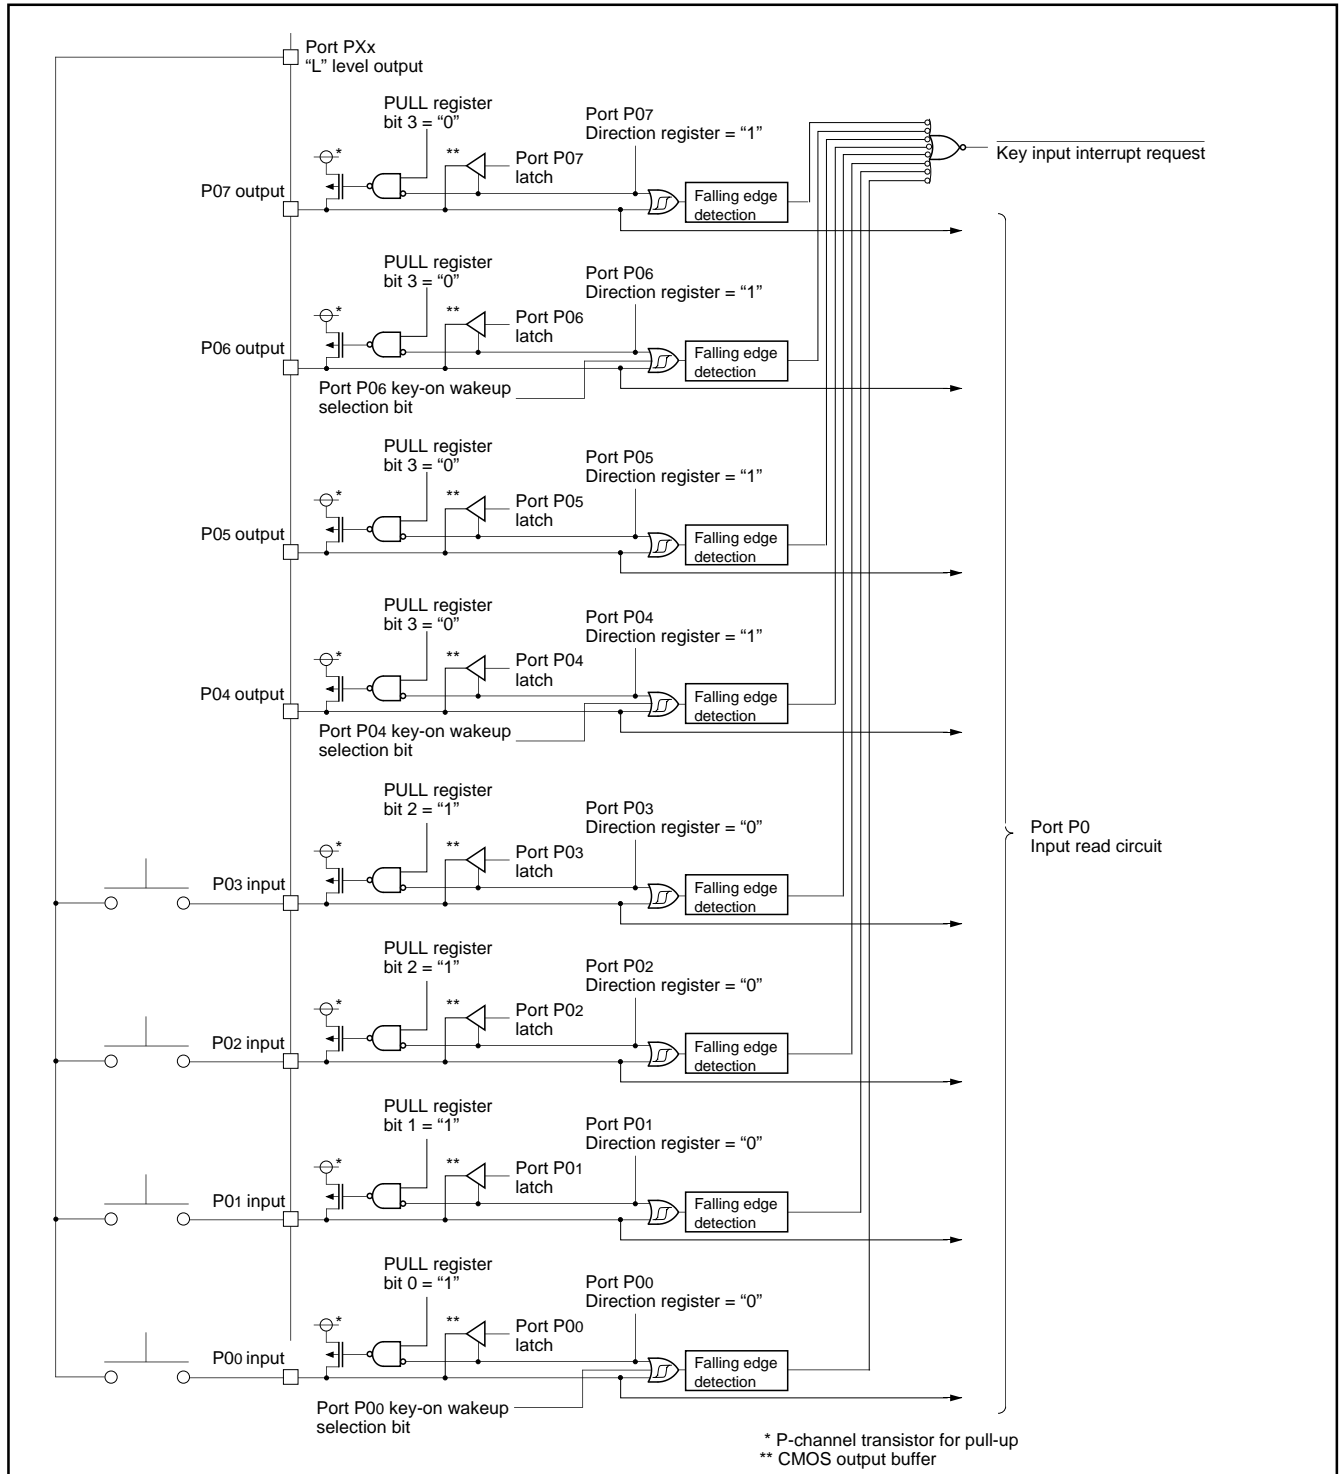 Port PXx
“L” level output
PULL register
bit 3 = “0”
Port P07
Direction register = “1”
*
**
Port P07
latch
P07 output
Falling edge
detection
Key input interrupt request
PULL register
bit 3 = “0”
Port P06
Direction register = “1”
*
**
Port P06
latch
P06 output
Falling edge
detection
Port P06 key-on wakeup
selection bit
PULL register
bit 3 = “0”
Port P05
Direction register = “1”
*
**
Port P05
latch
P05 output
Falling edge
detection
PULL register
bit 3 = “0”
Port P04
Direction register = “1”
*
**
Port P04
latch
P04 output
Falling edge
detection
Port P04 key-on wakeup
selection bit
PULL register
bit 2 = “1”
Port P03
Direction register = “0”
*
**
Port P03
latch
P03 input
Falling edge
detection
Port P0
Input read circuit
PULL register
bit 2 = “1”
Port P02
Direction register = “0”
*
**
Port P02
latch
P02 input
Falling edge
detection
PULL register
bit 1 = “1”
Port P01
Direction register = “0”
*
**
Port P01
latch
P01 input
Falling edge
detection
PULL register
bit 0 = “1”
Port P00
Direction register = “0”
*
**
Port P00
latch
P00 input
Falling edge
detection
Port P00 key-on wakeup
selection bit
* P-channel transistor for pull-up
** CMOS output buffer